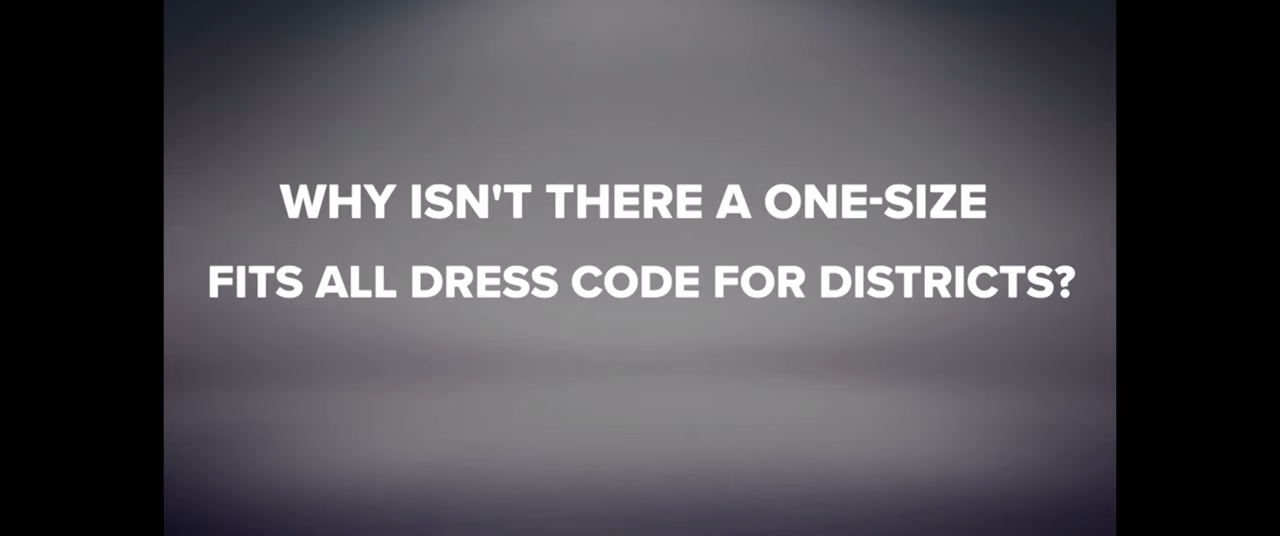 WHY ISN'T THERE A ONE-SIZE
FITS ALL DRESS CODE FOR DISTRICTS?